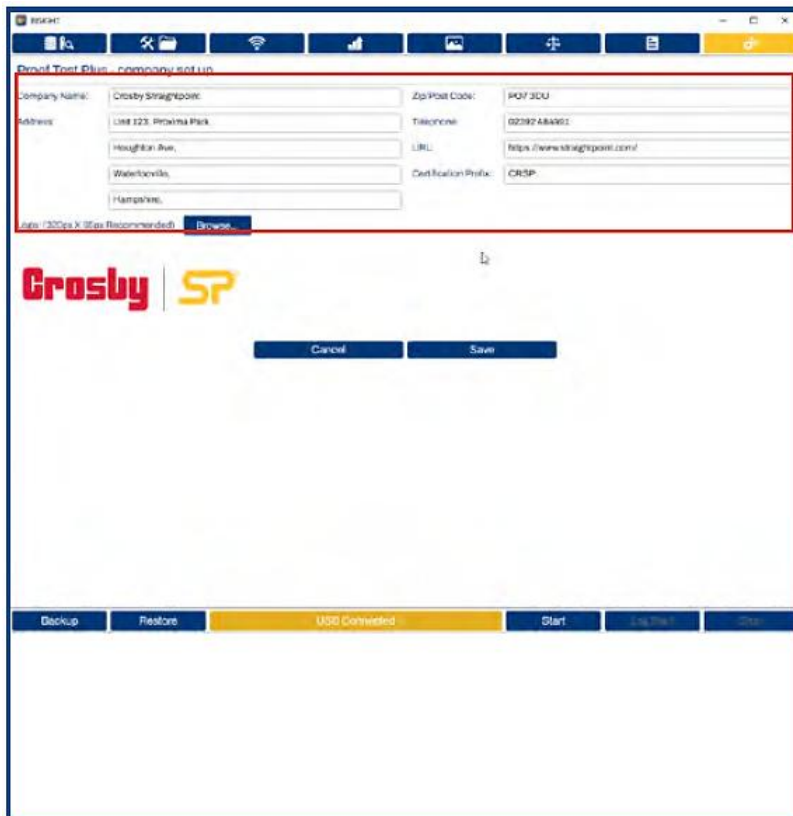 INSIGHT
Proof Test Plus - company set up
Company Name: Crosby Straightpoint Zip/Post Code: PO7 3DU
Address: Unit 123, Proxima Park, Telephone:
Houghton Ave, URL: https://www.straightpoint.com/
Waterlooville, Certification Prefix: CRSP
Hampshire,
Logo: (320px X 95px Recommended) Browse...
Crosby SP
Cancel Save
Backup Restore USB Connected Start